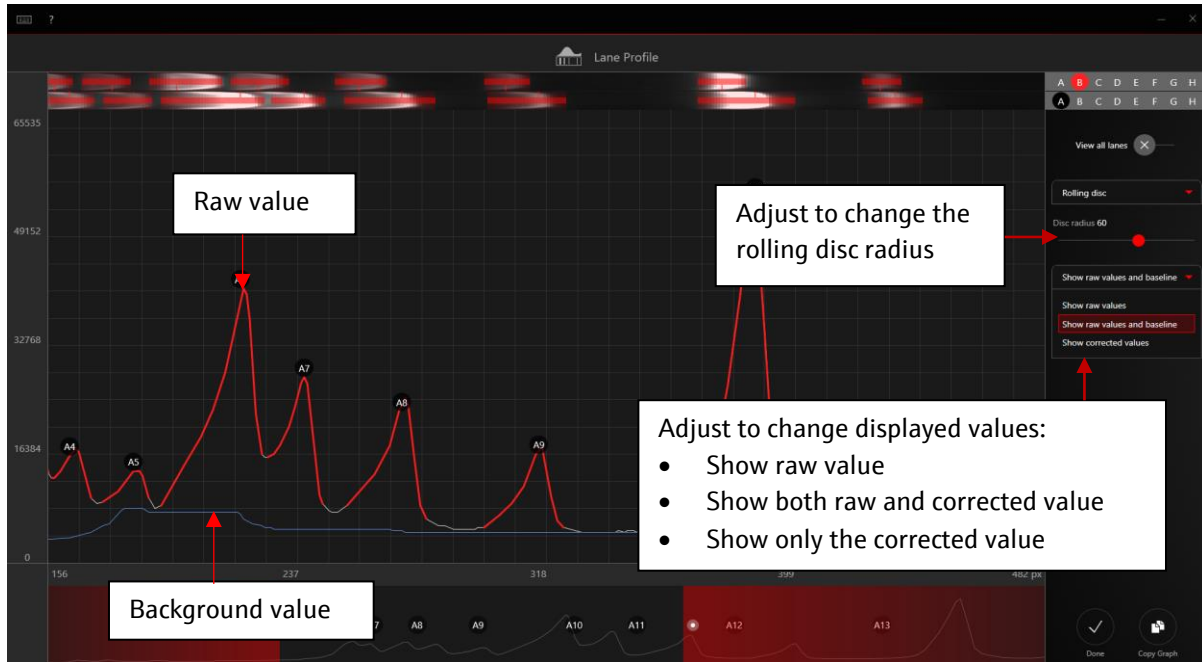 ?
Lane Profile
A B C D E F G H
A B C D E F G H
65535
View all lanes
Raw value
Rolling disc
Adjust to change the
rolling disc radius
Disc radius 60
49152
Show raw values and baseline
Show raw values
Show raw values and baseline
Show corrected values
32768
A7
A8
Adjust to change displayed values:
• Show raw value
• Show both raw and corrected value
• Show only the corrected value
16384
A4
A5
A9
0
156
237
318
399
482 px
Background value
7
A8
A9
A10
A11
A12
A13
Done
Copy Graph